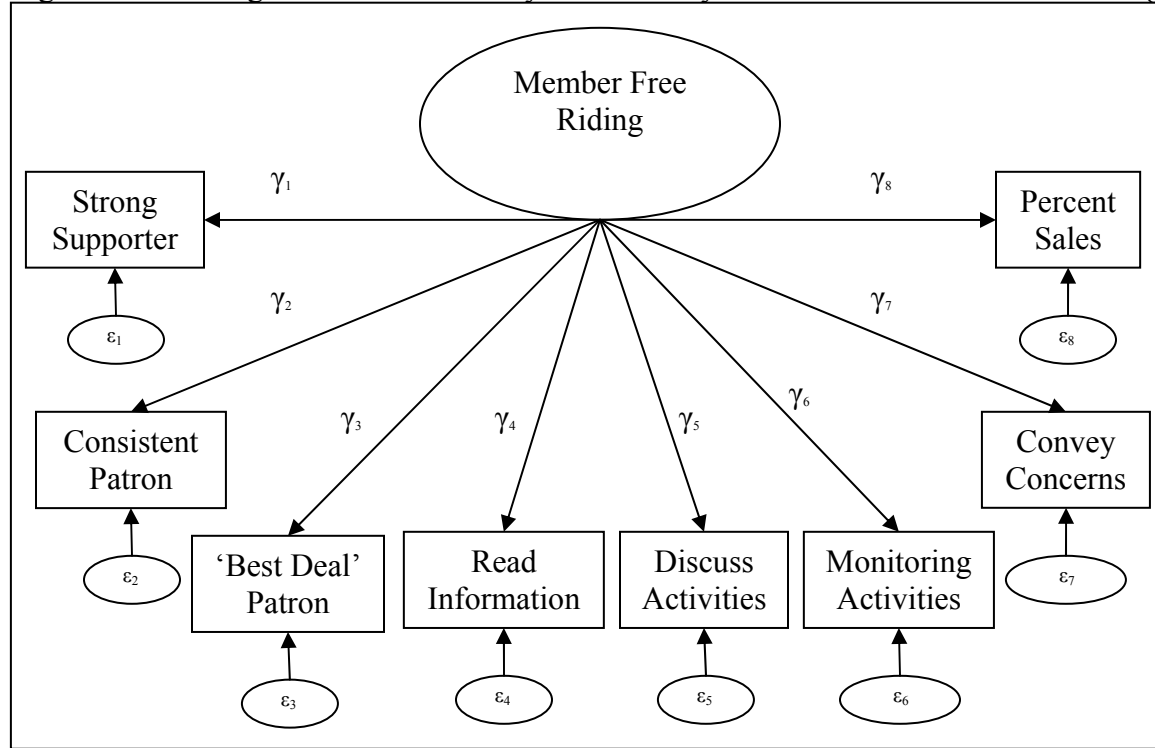 Member Free
Riding
γ₁
γ₈
Strong
Supporter
Percent
Sales
γ₂
γ₇
ε₁
ε₈
γ₃
γ₄
γ₅
γ₆
Consistent
Patron
Convey
Concerns
‘Best Deal’
Patron
Read
Information
Discuss
Activities
Monitoring
Activities
ε₂
ε₇
ε₃
ε₄
ε₅
ε₆